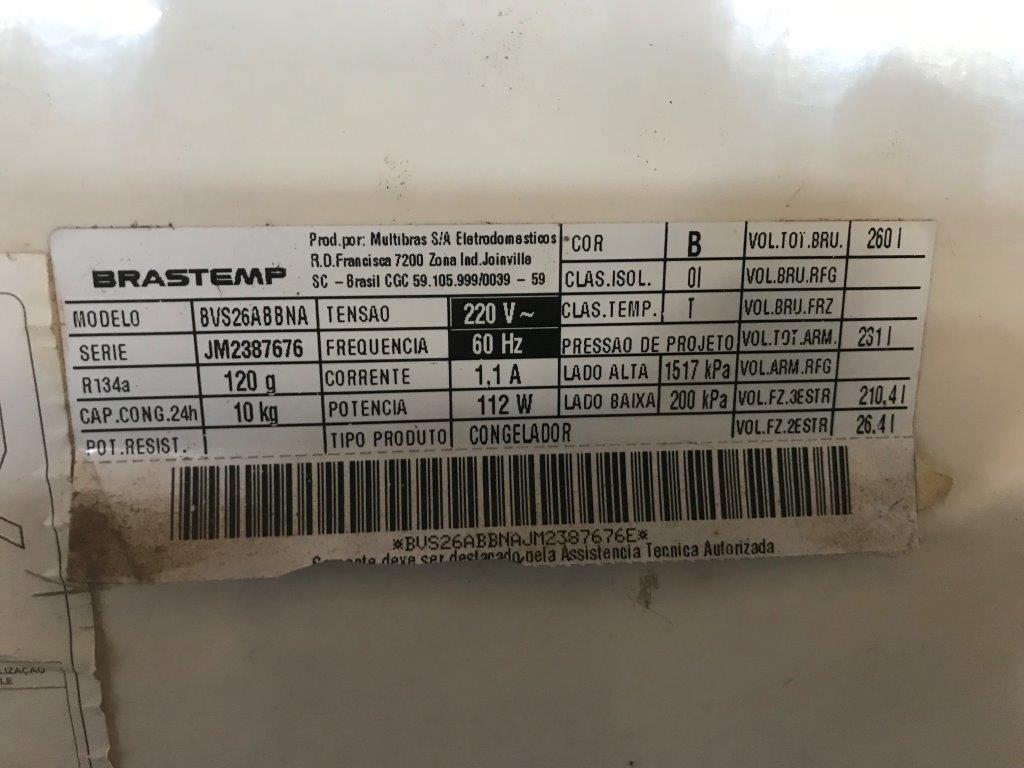 BRASTEMP
Prod.por: Multibras S/A Eletrodomesticos
R.D.Francisca 7200 Zona Ind.Joinville
SC - Brasil CGC 59.105.999/0039 - 59
COR B VOL.TOT.BRU. 260 l
CLAS.ISOL. 0I VOL.BRU.RFG
MODELO BVS26ABBNA TENSAO 220 V~ CLAS.TEMP. T VOL.BRU.FRZ
SERIE JM2387676 FREQUENCIA 60 Hz PRESSAO DE PROJETO VOL.TOT.ARM. 231 l
R134a 120 g CORRENTE 1,1 A LADO ALTA 1517 kPa VOL.ARM.RFG
CAP.CONG.24h 10 kg POTENCIA 112 W LADO BAIXA 200 kPa VOL.FZ.3ESTR 210,4 l
POT.RESIST. TIPO PRODUTO CONGELADOR VOL.FZ.2ESTR 26,4 l
*BVS26ABBNAJM2387676E*
deve ser destacado pela Assistencia Tecnica Autorizada